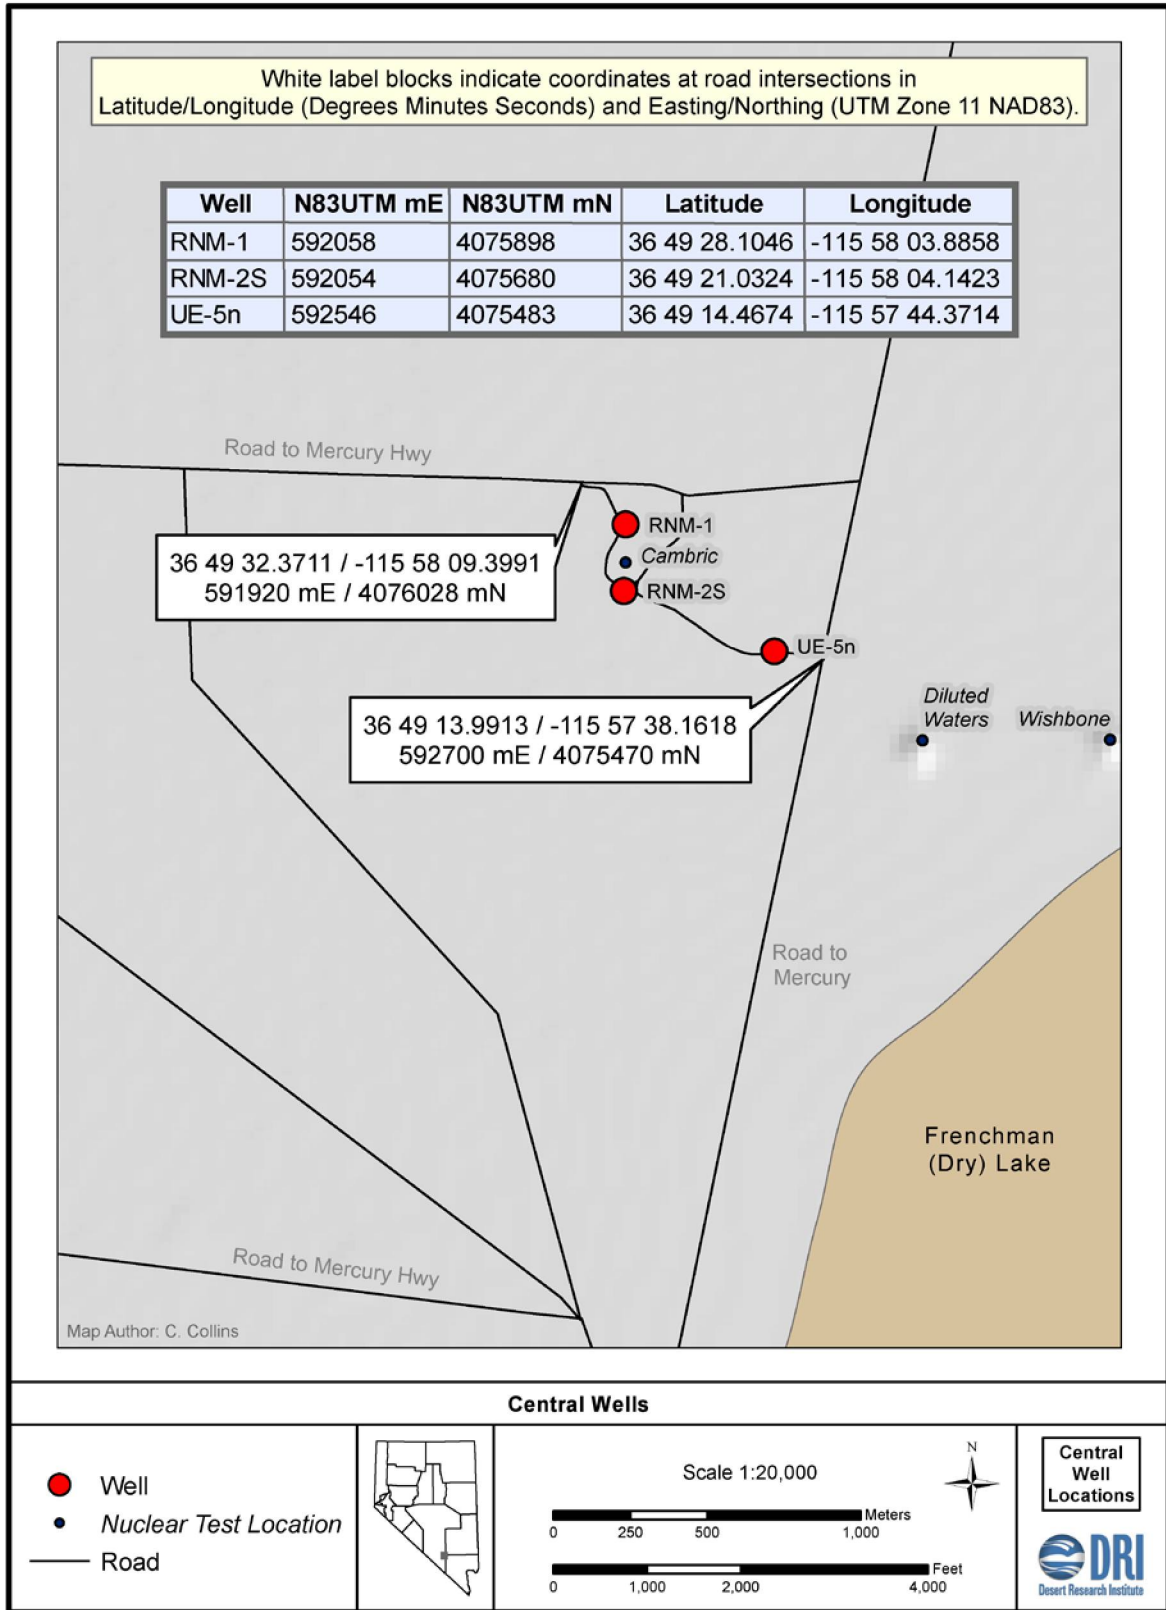 White label blocks indicate coordinates at road intersections in
Latitude/Longitude (Degrees Minutes Seconds) and Easting/Northing (UTM Zone 11 NAD83).
Well N83UTM mE N83UTM mN Latitude Longitude
RNM-1 592058 4075898 36 49 28.1046 -115 58 03.8858
RNM-2S 592054 4075680 36 49 21.0324 -115 58 04.1423
UE-5n 592546 4075483 36 49 14.4674 -115 57 44.3714
Road to Mercury Hwy
RNM-1
36 49 32.3711 / -115 58 09.3991
591920 mE / 4076028 mN
Cambric
RNM-2S
UE-5n
36 49 13.9913 / -115 57 38.1618
592700 mE / 4075470 mN
Diluted
Waters
Wishbone
Road to
Mercury
Frenchman
(Dry) Lake
Road to Mercury Hwy
Map Author: C. Collins
Central Wells
Well
Nuclear Test Location
Road
Scale 1:20,000
Meters
0 250 500 1,000
Feet
0 1,000 2,000 4,000
N
Central
Well
Locations
DRI
Desert Research Institute